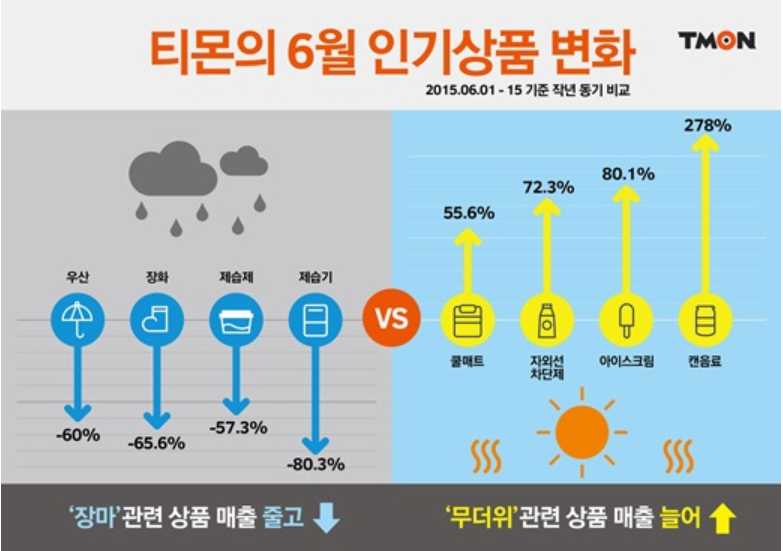 티몬의 6월 인기상품 변화
TMON
2015.06.01 - 15 기준 작년 동기 비교
우산
장화
제습제
제습기
-60%
-65.6%
-57.3%
-80.3%
VS
55.6%
72.3%
80.1%
278%
쿨매트
자외선
차단제
아이스크림
캔음료
‘장마’관련 상품 매출 줄고
‘무더위’관련 상품 매출 늘어